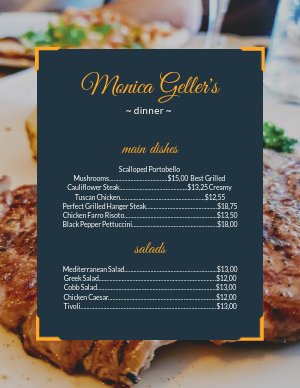 Monica Geller's
~ dinner ~
main dishes
Scalloped Portobello
Mushrooms...............................$15,00 Best Grilled
Cauliflower Steak....................................$13,25 Creamy
Tuscan Chicken.............................................$12,55
Perfect Grilled Hanger Steak......................................$18,75
Chicken Farro Risoto.................................................$13,50
Black Pepper Pettuccini.............................................$18,00
salads
Mediterranean Salad.................................................$13,00
Greek Salad..............................................................$12,00
Cobb Salad...............................................................$13,00
Chicken Caesar.........................................................$12,00
Tivoli.........................................................................$13,00